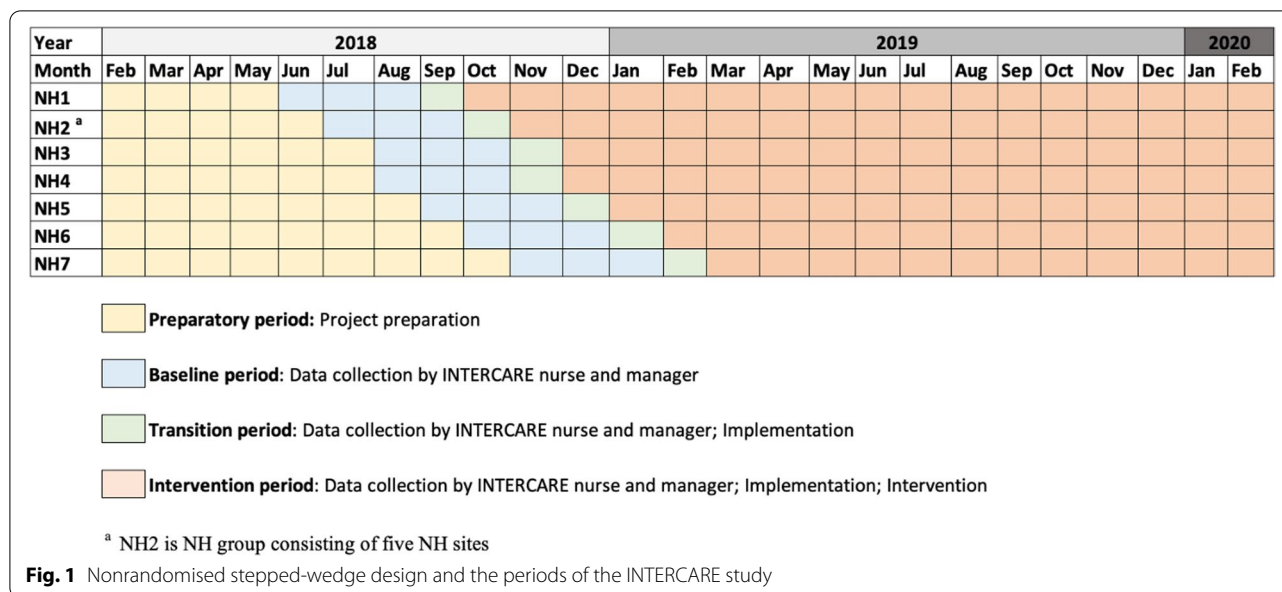 Year 2018 2019 2020
Month Feb Mar Apr May Jun Jul Aug Sep Oct Nov Dec Jan Feb Mar Apr May Jun Jul Aug Sep Oct Nov Dec Jan Feb
NH1
NH2 a
NH3
NH4
NH5
NH6
NH7
Preparatory period: Project preparation
Baseline period: Data collection by INTERCARE nurse and manager
Transition period: Data collection by INTERCARE nurse and manager; Implementation
Intervention period: Data collection by INTERCARE nurse and manager; Implementation; Intervention
a NH2 is NH group consisting of five NH sites
Fig. 1 Nonrandomised stepped-wedge design and the periods of the INTERCARE study